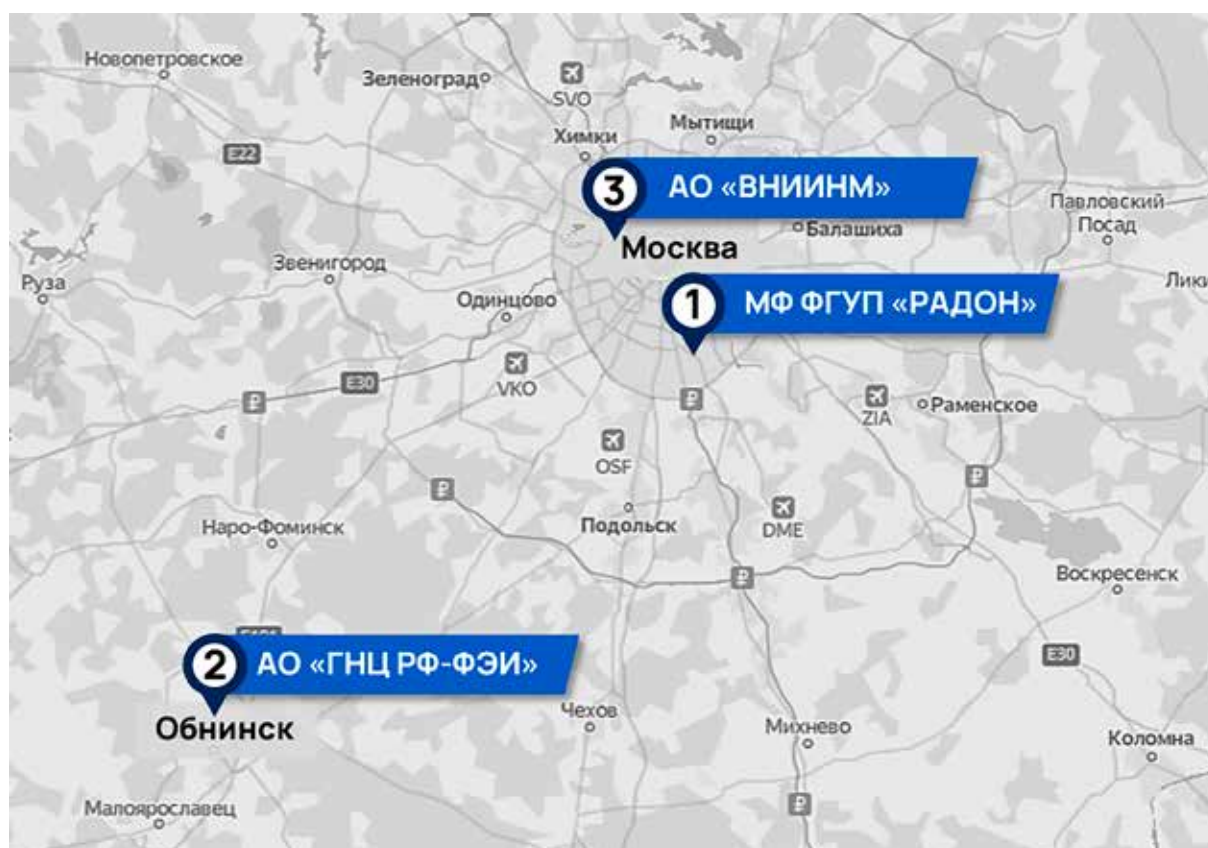 Новопетровское
Зеленоград
SVO
Химки
Мытищи
E22
3
АО «ВНИИНМ»
Павловский
Посад
Балашиха
Москва
Звенигород
Руза
Лики
Одинцово
1
МФ ФГУП «РАДОН»
E30
VKO
ZIA
Раменское
OSF
Подольск
DME
Наро-Фоминск
Воскресенск
2
АО «ГНЦ РФ-ФЭИ»
E30
Обнинск
Чехов
Михнево
Коломна
Малоярославец